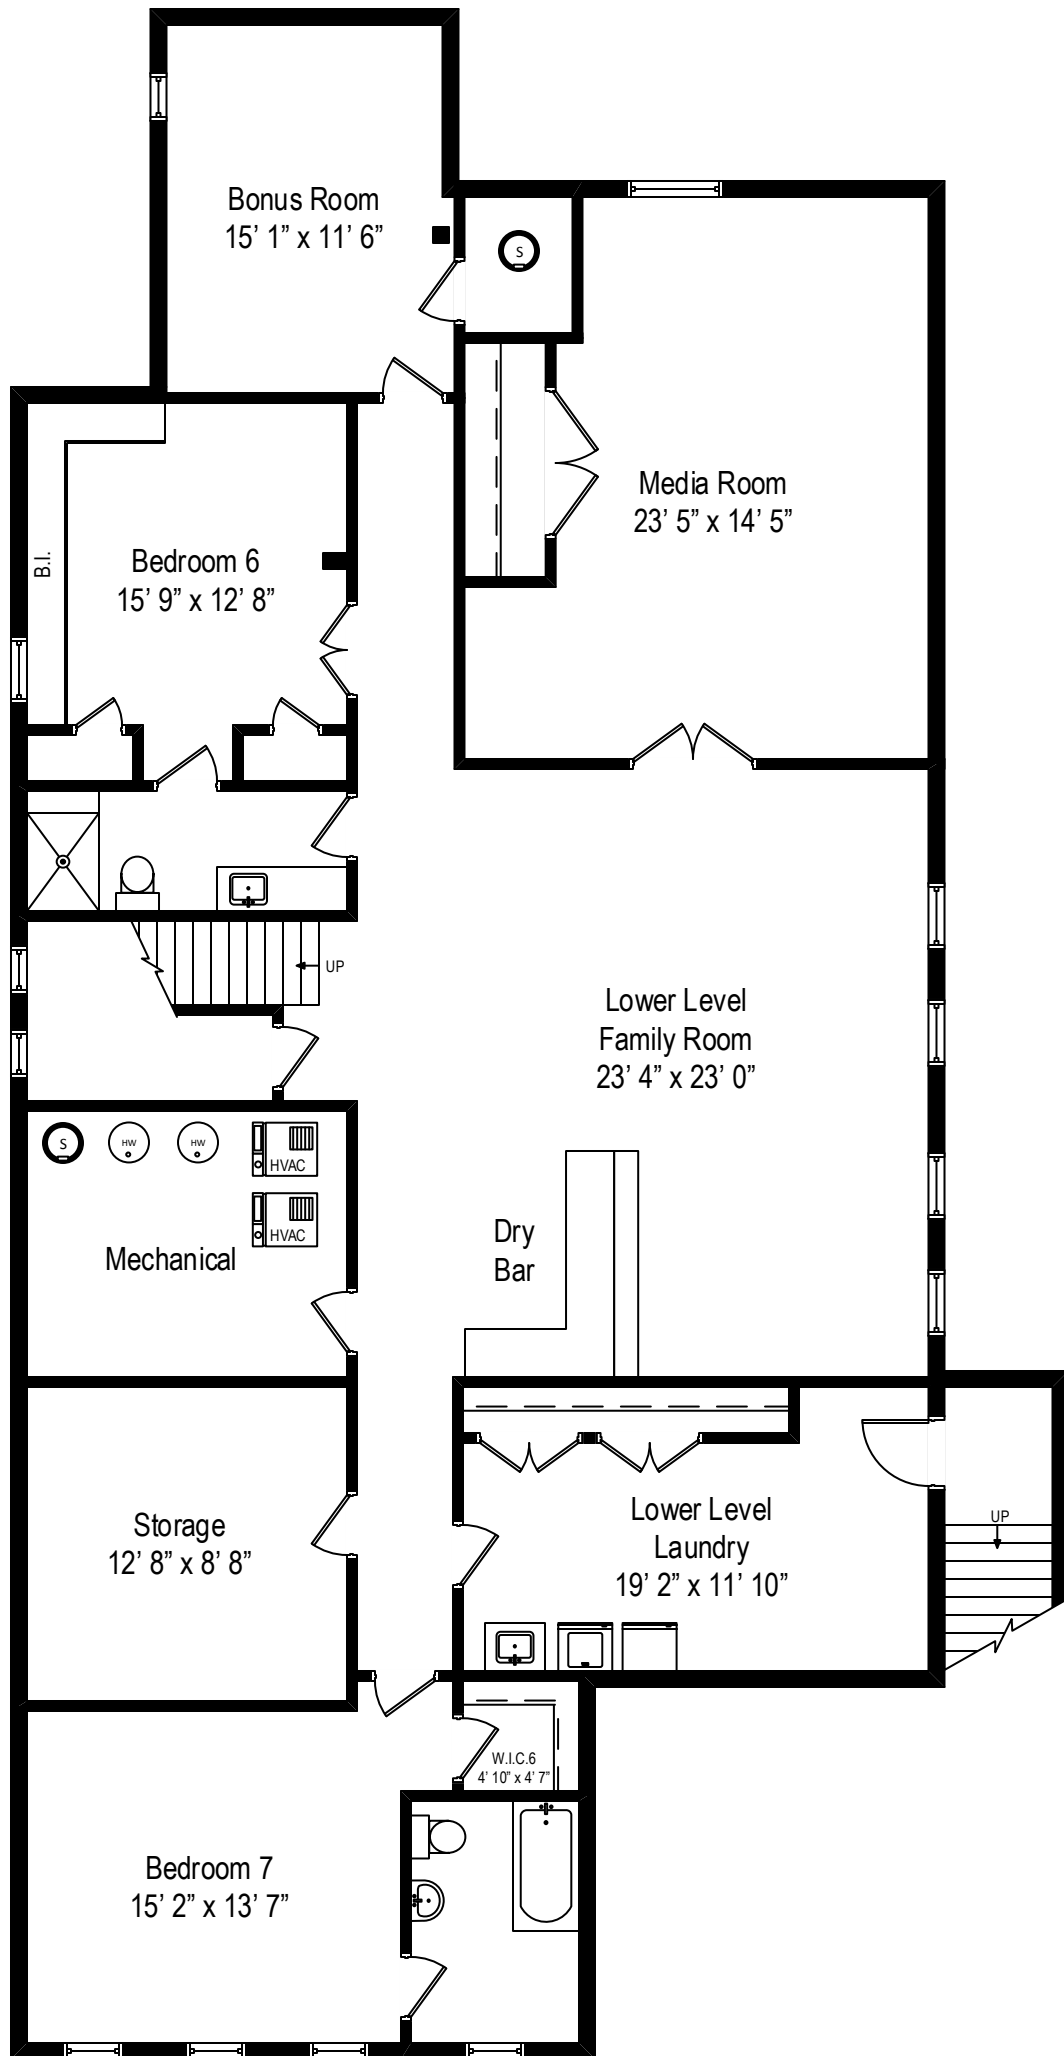 Bonus Room
15’ 1” x 11’ 6”
S
Media Room
23’ 5” x 14’ 5”
B.I.
Bedroom 6
15’ 9” x 12’ 8”
UP
Lower Level
Family Room
23’ 4” x 23’ 0”
S
HW
HW
HVAC
HVAC
Mechanical
Dry
Bar
Storage
12’ 8” x 8’ 8”
Lower Level
Laundry
19’ 2” x 11’ 10”
UP
W.I.C.6
4’ 10” x 4’ 7”
Bedroom 7
15’ 2” x 13’ 7”